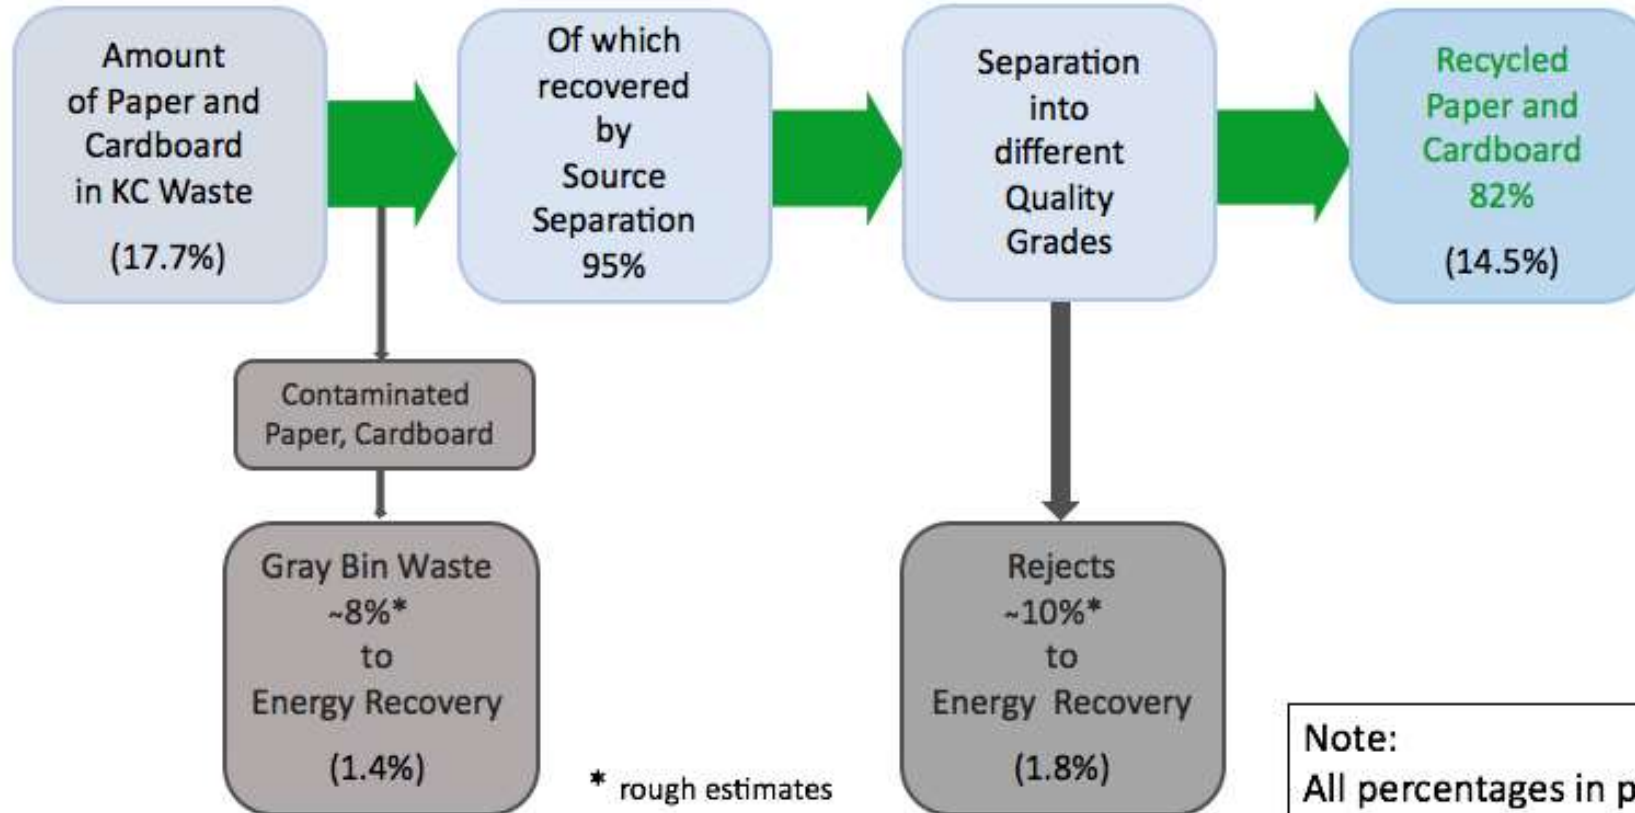 Amount
of Paper and
Cardboard
in KC Waste
(17.7%)
Of which
recovered
by
Source
Separation
95%
Separation
into
different
Quality
Grades
Recycled
Paper and
Cardboard
82%
(14.5%)
Contaminated
Paper, Cardboard
Gray Bin Waste
~8%*
to
Energy Recovery
(1.4%)
* rough estimates
Rejects
~10%*
to
Energy Recovery
(1.8%)
Note:
All percentages in